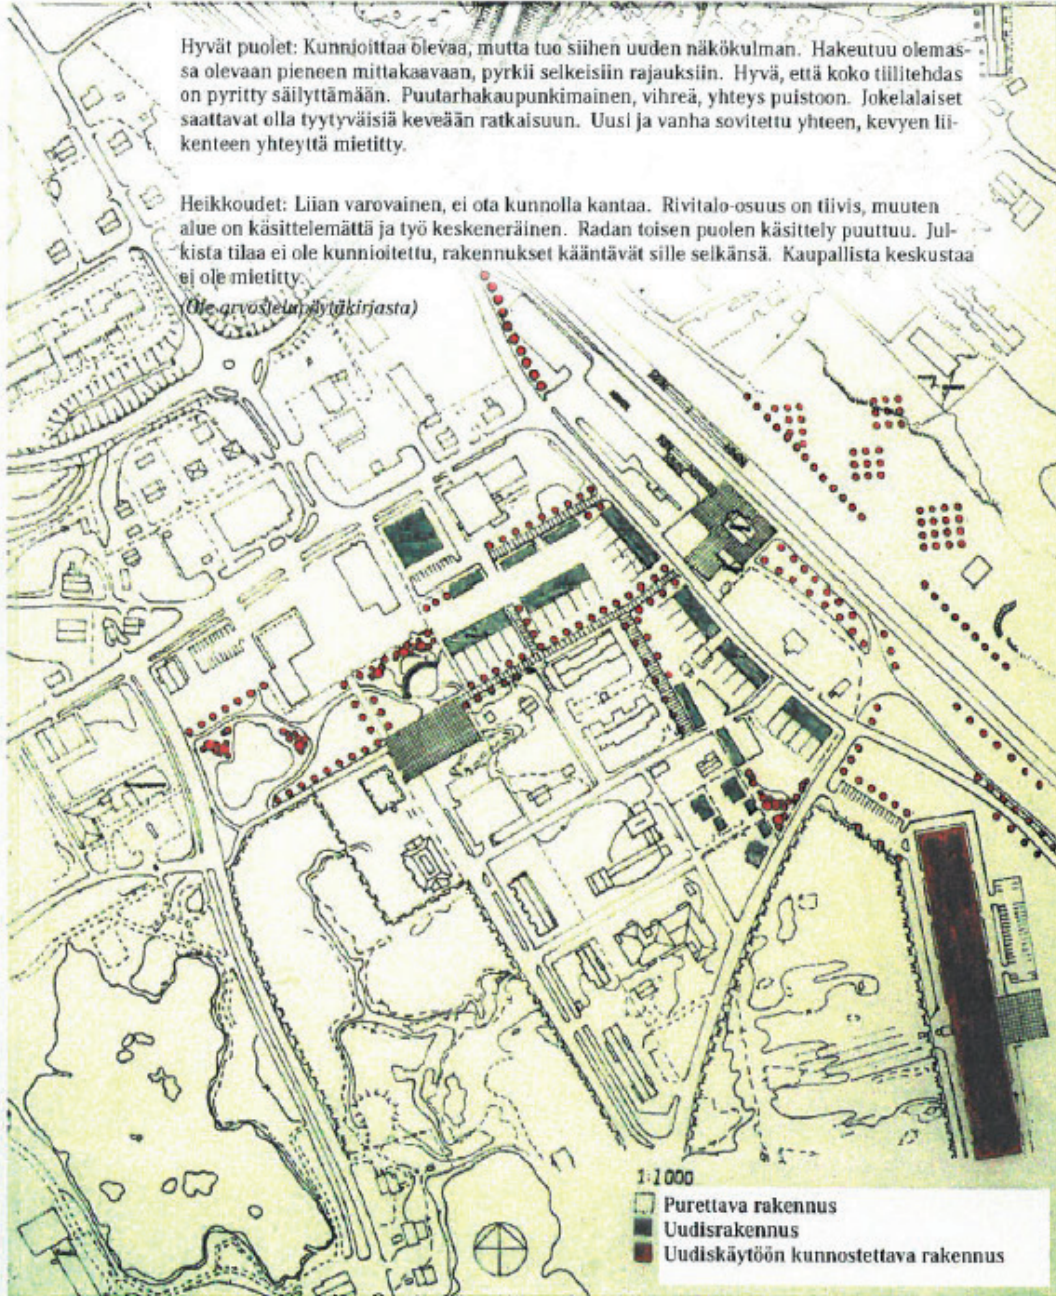 Hyvät puolet: Kunnioittaa olevaa, mutta tuo siihen uuden näkökulman. Hakeutuu olemas-
sa olevaan pieneen mittakaavaan, pyrkii selkeisiin rajauksiin. Hyvä, että koko tiilitehdas
on pyritty säilyttämään. Puutarhakaupunkimainen, vihreä, yhteys puistoon. Jokelalaiset
saattavat olla tyytyväisiä keveään ratkaisuun. Uusi ja vanha sovitettu yhteen, kevyen lii-
kenteen yhteyttä mietitty.
Heikkoudet: Liian varovainen, ei ota kunnolla kantaa. Rivitalo-osuus on tiivis, muuten
alue on käsittelemättä ja työ keskeneräinen. Radan toisen puolen käsittely puuttuu. Jul-
kista tilaa ei ole kunnioitettu, rakennukset kääntävät sille selkänsä. Kaupallista keskustaa
ei ole mietitty.
(Ote arvostelupöytäkirjasta)
1:1000
Purettava rakennus
Uudisrakennus
Uudiskäytöön kunnostettava rakennus